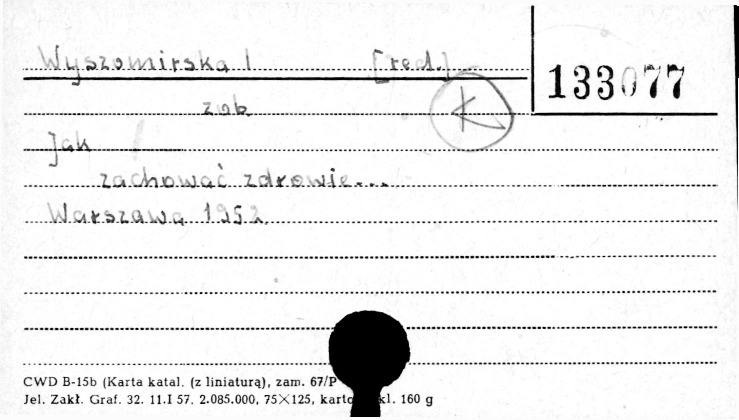 Wyszomirska I [red.]
133077
zob
K
Jak
zachować zdrowie...
Warszawa 1952
CWD B-15b (Karta katal. (z liniaturą), zam. 67/P
Jel. Zakł. Graf. 32. 11.I 57. 2.085.000, 75×125, karto kl. 160 g